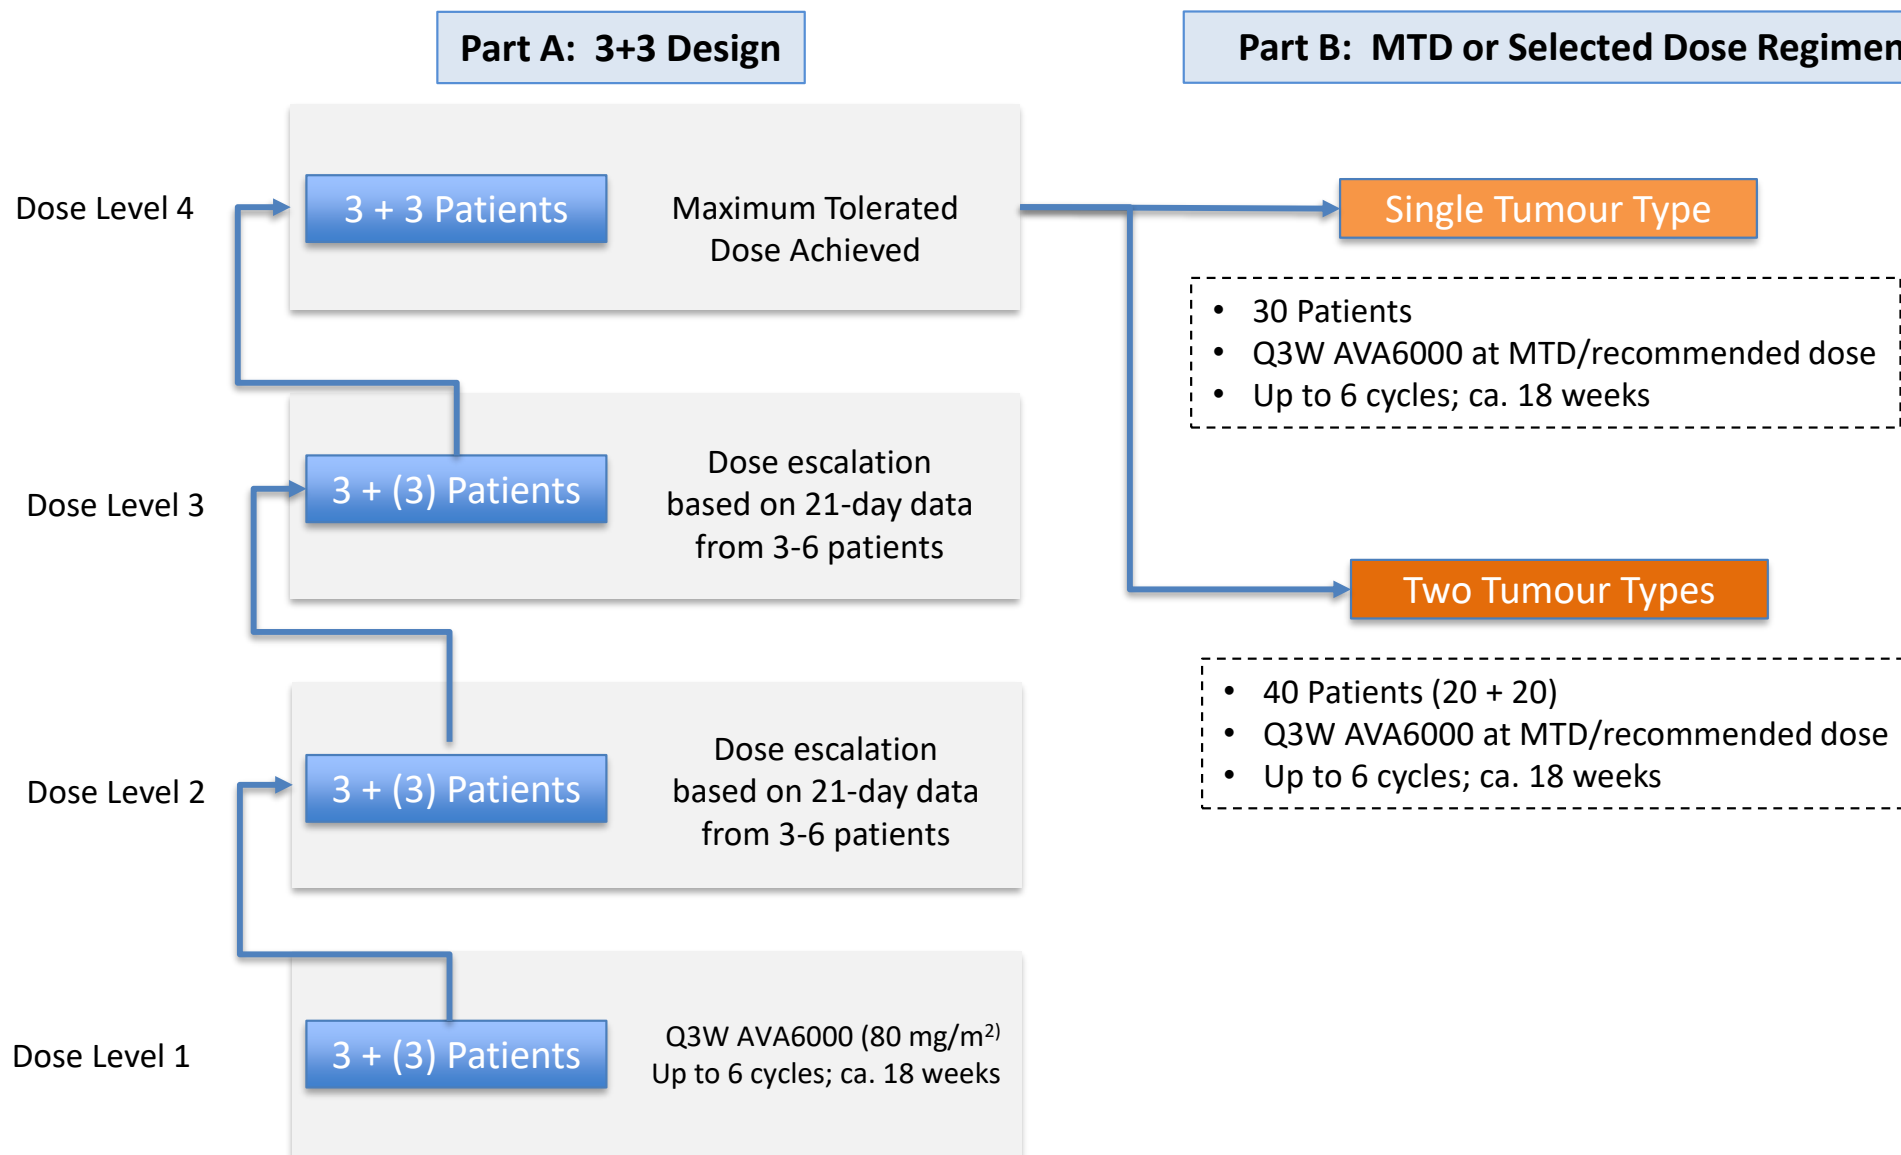 Part A:  3+3 Design
Part B:  MTD or Selected Dose Regimen
Dose Level 4
3 + 3 Patients
Maximum Tolerated
Dose Achieved
Single Tumour Type
• 30 Patients
• Q3W AVA6000 at MTD/recommended dose
• Up to 6 cycles; ca. 18 weeks
Dose Level 3
3 + (3) Patients
Dose escalation
based on 21-day data
from 3-6 patients
Two Tumour Types
• 40 Patients (20 + 20)
• Q3W AVA6000 at MTD/recommended dose
• Up to 6 cycles; ca. 18 weeks
Dose Level 2
3 + (3) Patients
Dose escalation
based on 21-day data
from 3-6 patients
Dose Level 1
3 + (3) Patients
Q3W AVA6000 (80 mg/m²⁾
Up to 6 cycles; ca. 18 weeks